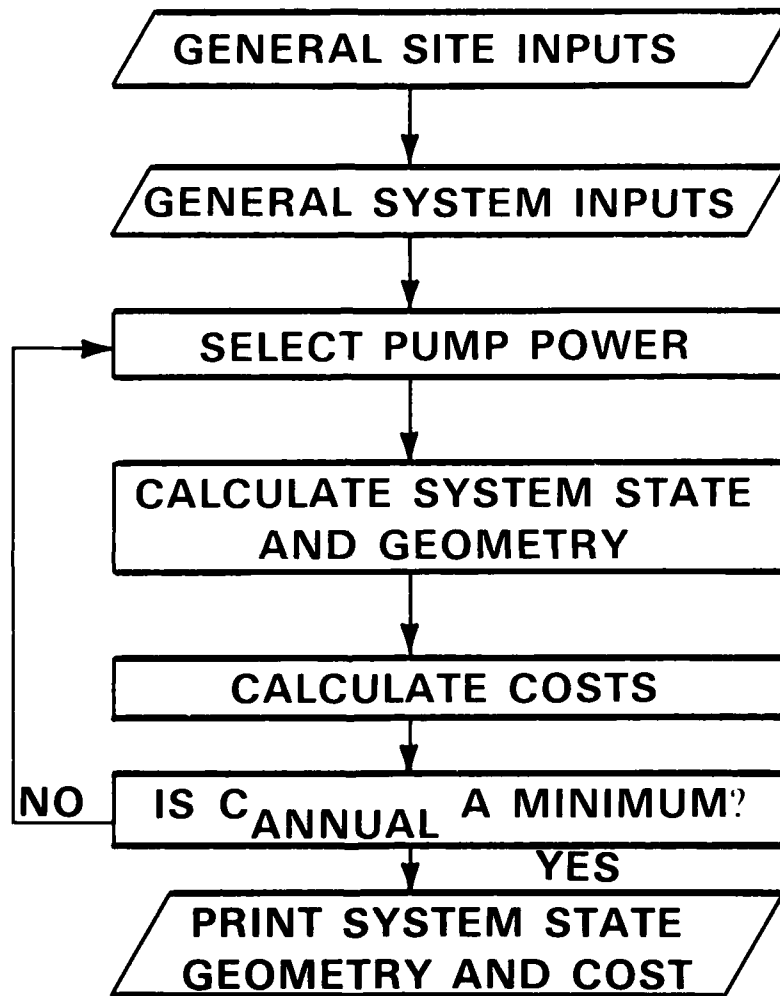 GENERAL SITE INPUTS
GENERAL SYSTEM INPUTS
SELECT PUMP POWER
CALCULATE SYSTEM STATE
AND GEOMETRY
CALCULATE COSTS
NO
IS CANNUAL A MINIMUM?
YES
PRINT SYSTEM STATE
GEOMETRY AND COST